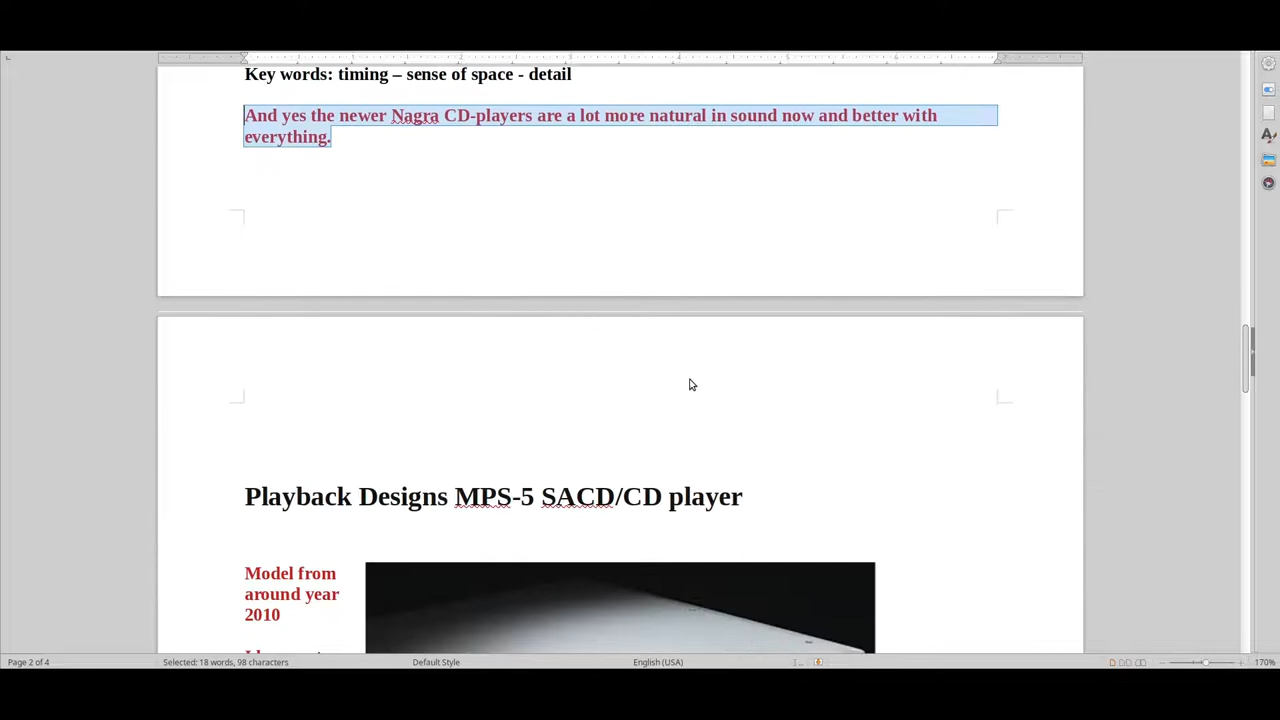 Key words: timing – sense of space - detail
And yes the newer Nagra CD-players are a lot more natural in sound now and better with
everything.
Playback Designs MPS-5 SACD/CD player
Model from
around year
2010
Page 2 of 4
Selected: 18 words, 98 characters
Default Style
English (USA)
170%